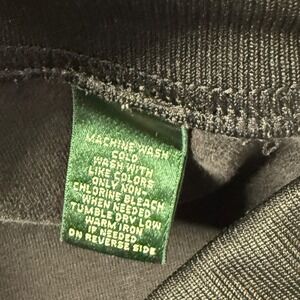 MACHINE WASH
COLD
WASH WITH
LIKE COLORS
ONLY NON-
CHLORINE BLEACH
WHEN NEEDED
TUMBLE DRY LOW
WARM IRON
IF NEEDED
ON REVERSE SIDE